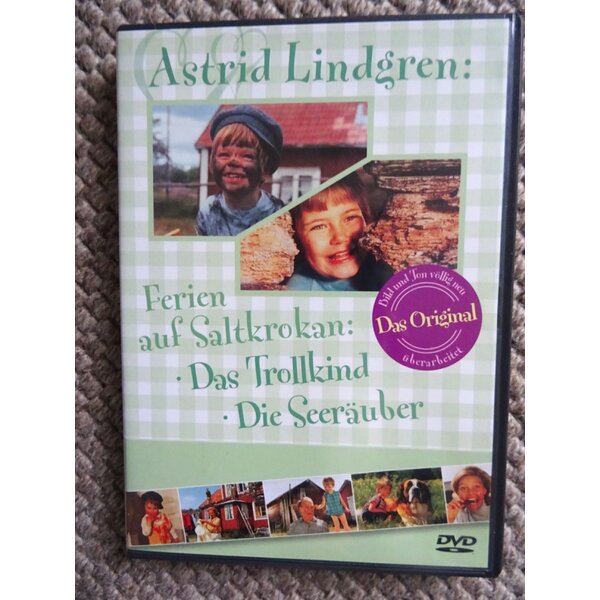 Astrid Lindgren:
Ferien
auf Saltkrokan:
· Das Trollkind
· Die Seeräuber
Bild und Ton völlig neu
Das Original
überarbeitet
DVD